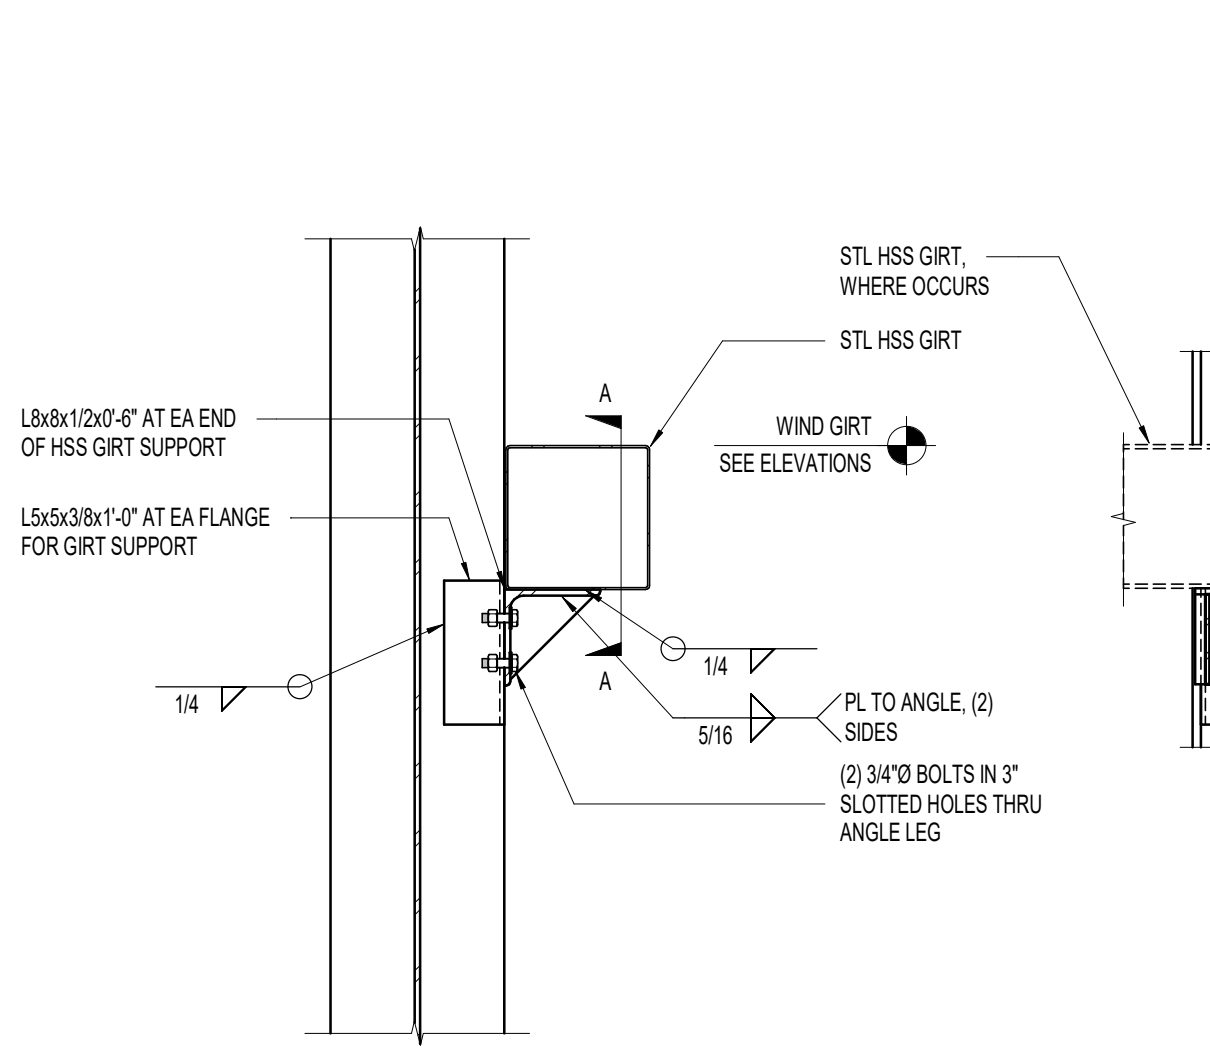 STL HSS GIRT,
WHERE OCCURS
STL HSS GIRT
A
L8x8x1/2x0'-6" AT EA END
OF HSS GIRT SUPPORT
WIND GIRT
SEE ELEVATIONS
L5x5x3/8x1'-0" AT EA FLANGE
FOR GIRT SUPPORT
1/4
A
1/4
5/16
PL TO ANGLE, (2)
SIDES
(2) 3/4"Ø BOLTS IN 3"
SLOTTED HOLES THRU
ANGLE LEG